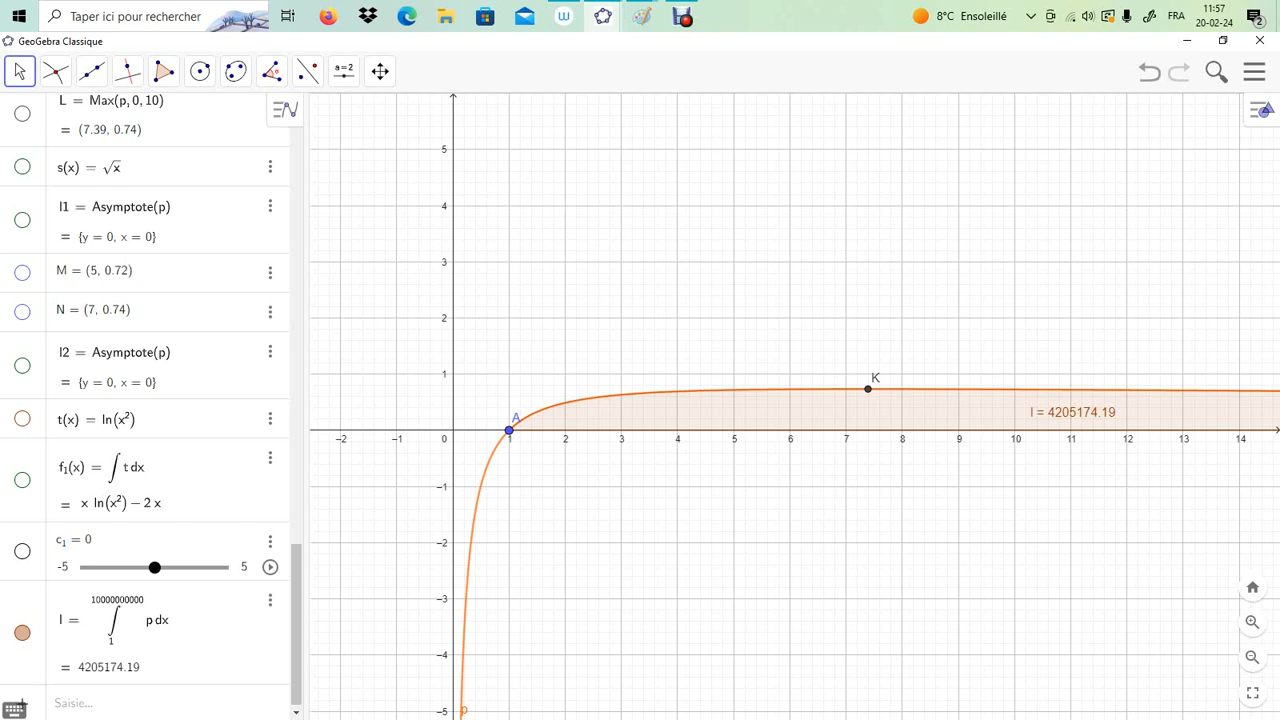 Taper ici pour rechercher
W
8°C Ensoleillé
FRA
11:57
20-02-24
2
GeoGebra Classique
a=2
L = Max(p, 0, 10)
= (7.39, 0.74)
s(x) = √x
l1 = Asymptote(p)
= {y = 0, x = 0}
M = (5, 0.72)
N = (7, 0.74)
l2 = Asymptote(p)
= {y = 0, x = 0}
t(x) = ln(x²)
f₁(x) = ∫ t dx
= x ln(x²) − 2 x
c₁ = 0
-5 5
10000000000
I = ∫ p dx
1
= 4205174.19
Saisie...
5
4
3
2
1
K
A
I = 4205174.19
−2 −1 0 1 2 3 4 5 6 7 8 9 10 11 12 13 14
−1
−2
−3
−4
−5
p